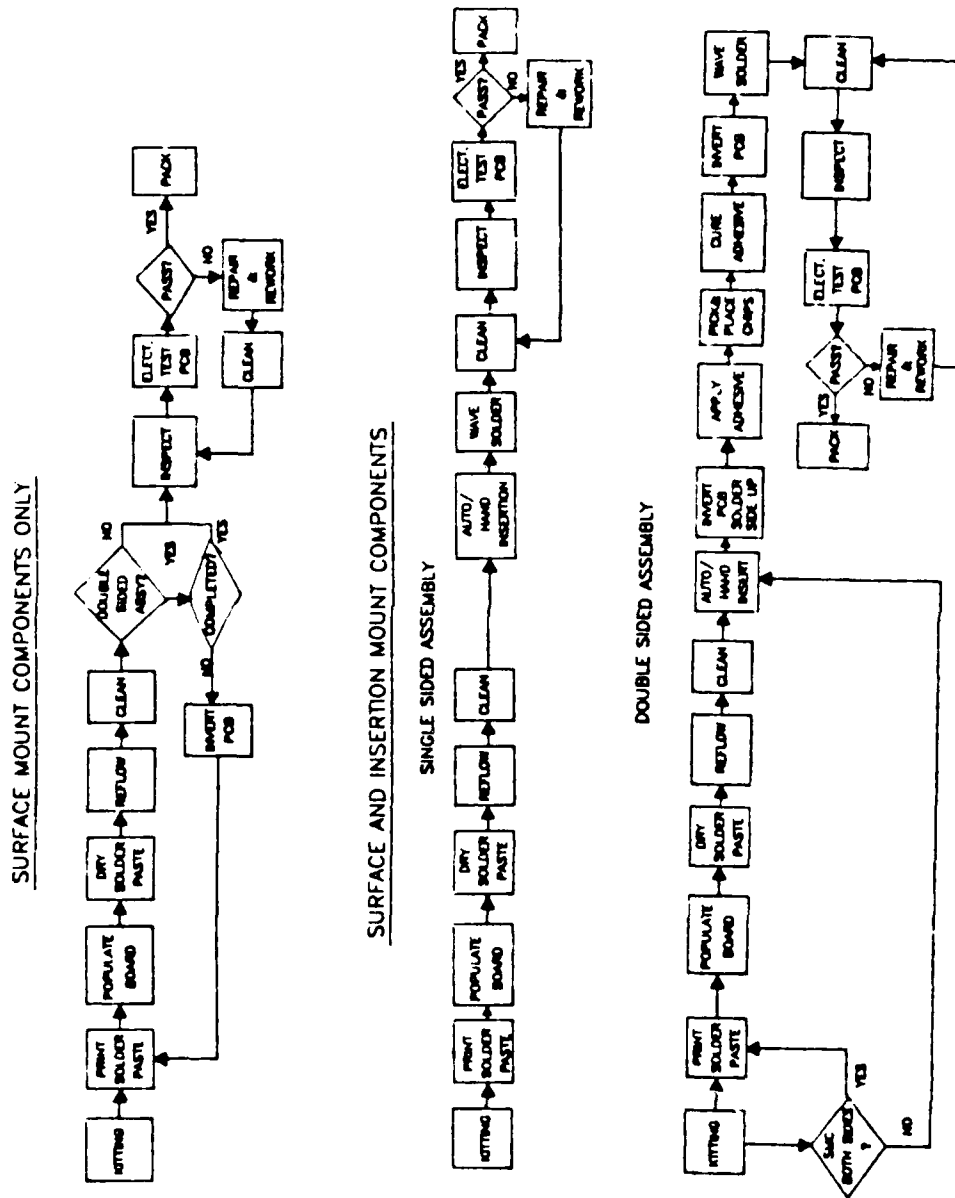 SURFACE MOUNT COMPONENTS ONLY
KITTING
PRINT
SOLDER
PASTE
POPULATE
BOARD
DRY
SOLDER
PASTE
REFLOW
CLEAN
DOUBLE
SIDED
ASSY?
NO
YES
COMPLETED?
YES
NO
INVERT
PCB
INSPECT
ELECT.
TEST
PCB
PASS?
YES
PACK
NO
REPAIR
&
REWORK
CLEAN
SURFACE AND INSERTION MOUNT COMPONENTS
SINGLE SIDED ASSEMBLY
KITTING
PRINT
SOLDER
PASTE
POPULATE
BOARD
DRY
SOLDER
PASTE
REFLOW
CLEAN
AUTO/
HAND
INSERTION
WAVE
SOLDER
CLEAN
INSPECT
ELECT.
TEST
PCB
PASS?
YES
PACK
NO
REPAIR
&
REWORK
DOUBLE SIDED ASSEMBLY
KITTING
SMC
BOTH SIDES
?
YES
NO
PRINT
SOLDER
PASTE
POPULATE
BOARD
DRY
SOLDER
PASTE
REFLOW
CLEAN
AUTO/
HAND
INSERT
INVERT
PCB
SOLDER
SIDE UP
APPLY
ADHESIVE
PICK&
PLACE
CHIPS
CURE
ADHESIVE
INVERT
PCB
WAVE
SOLDER
CLEAN
INSPECT
ELECT.
TEST
PCB
PASS?
YES
PACK
NO
REPAIR
&
REWORK